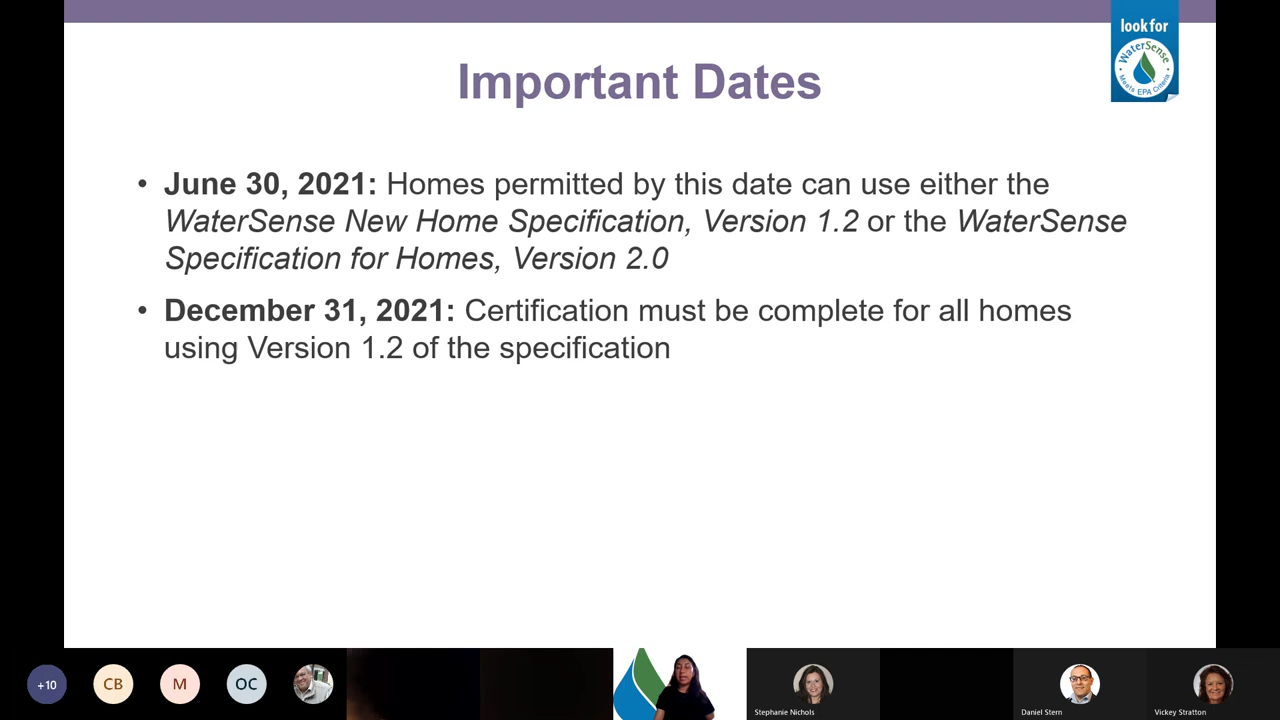 look for
WaterSense
Meets EPA Criteria
Important Dates
• June 30, 2021: Homes permitted by this date can use either the
WaterSense New Home Specification, Version 1.2 or the WaterSense
Specification for Homes, Version 2.0
• December 31, 2021: Certification must be complete for all homes
using Version 1.2 of the specification
+10
CB
M
OC
Stephanie Nichols
Daniel Stern
Vickey Stratton